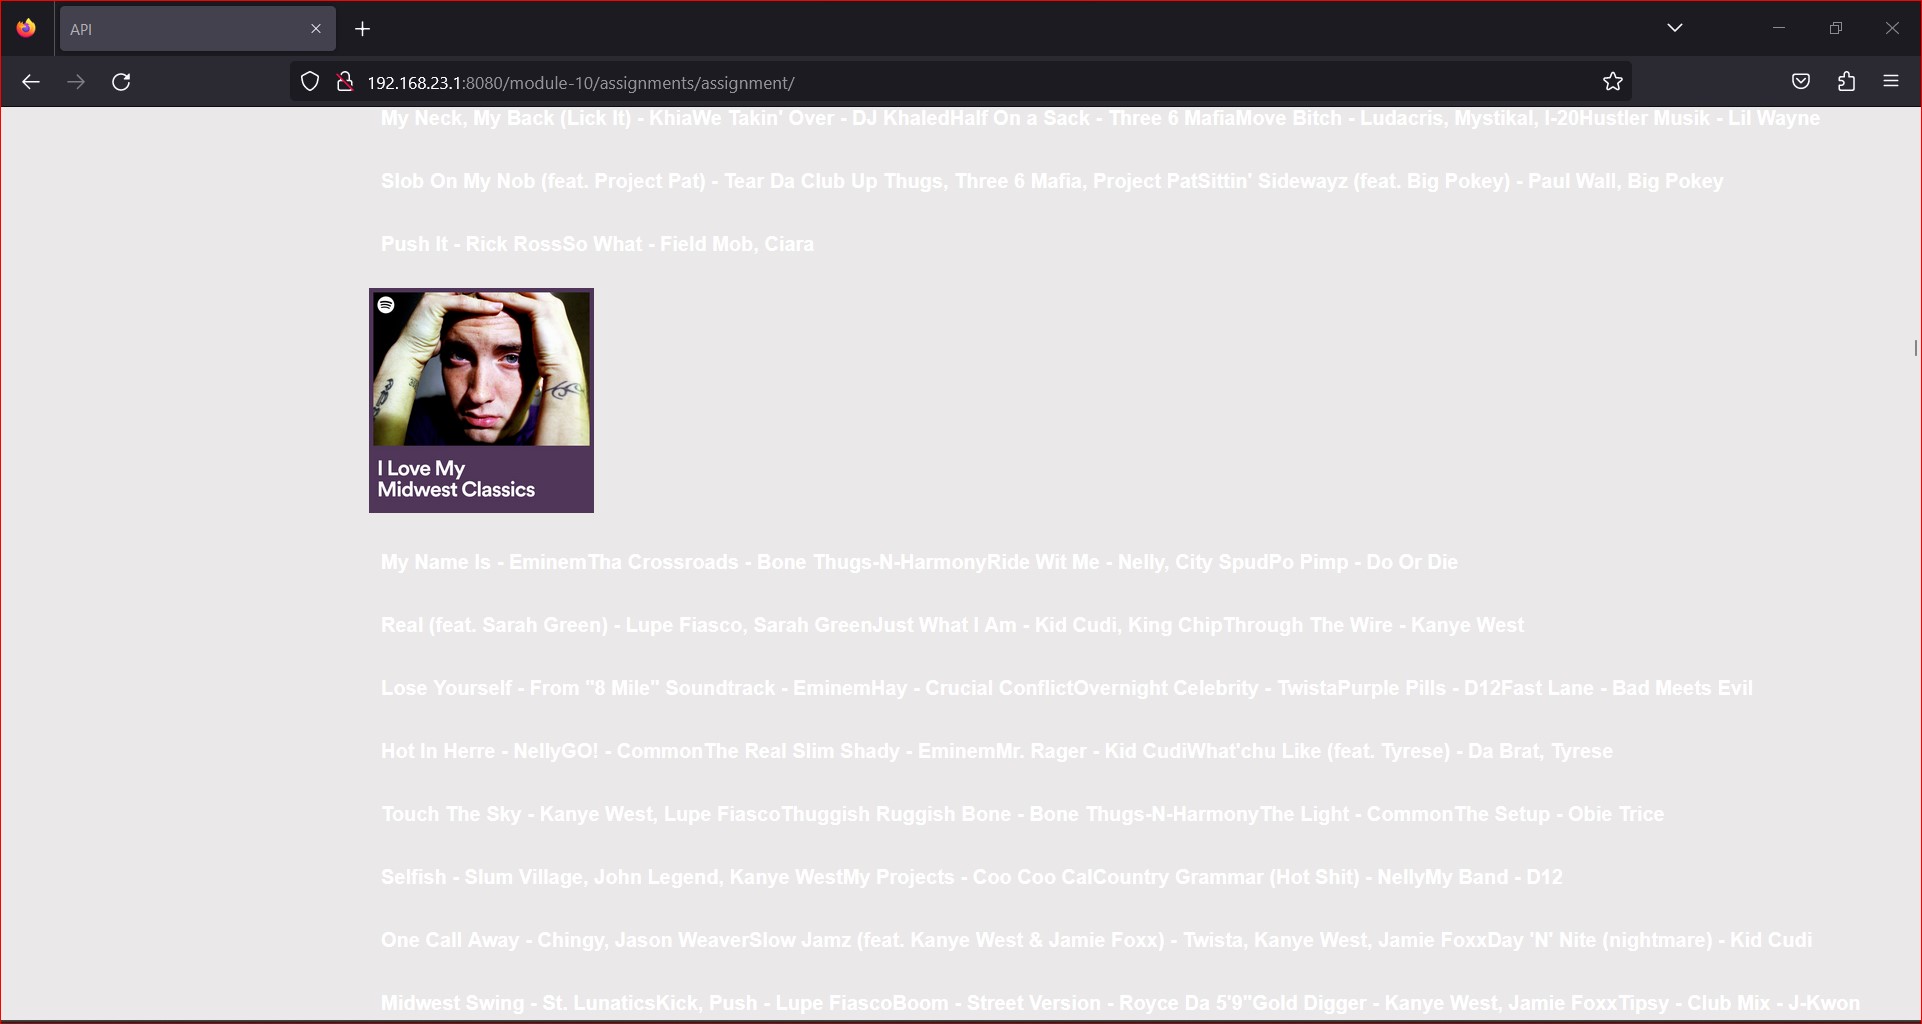 API
192.168.23.1:8080/module-10/assignments/assignment/
My Neck, My Back (Lick It) - KhiaWe Takin' Over - DJ KhaledHalf On a Sack - Three 6 MafiaMove Bitch - Ludacris, Mystikal, I-20Hustler Musik - Lil Wayne
Slob On My Nob (feat. Project Pat) - Tear Da Club Up Thugs, Three 6 Mafia, Project PatSittin' Sidewayz (feat. Big Pokey) - Paul Wall, Big Pokey
Push It - Rick RossSo What - Field Mob, Ciara
I Love My
Midwest Classics
My Name Is - EminemTha Crossroads - Bone Thugs-N-HarmonyRide Wit Me - Nelly, City SpudPo Pimp - Do Or Die
Real (feat. Sarah Green) - Lupe Fiasco, Sarah GreenJust What I Am - Kid Cudi, King ChipThrough The Wire - Kanye West
Lose Yourself - From "8 Mile" Soundtrack - EminemHay - Crucial ConflictOvernight Celebrity - TwistaPurple Pills - D12Fast Lane - Bad Meets Evil
Hot In Herre - NellyGO! - CommonThe Real Slim Shady - EminemMr. Rager - Kid CudiWhat'chu Like (feat. Tyrese) - Da Brat, Tyrese
Touch The Sky - Kanye West, Lupe FiascoThuggish Ruggish Bone - Bone Thugs-N-HarmonyThe Light - CommonThe Setup - Obie Trice
Selfish - Slum Village, John Legend, Kanye WestMy Projects - Coo Coo CalCountry Grammar (Hot Shit) - NellyMy Band - D12
One Call Away - Chingy, Jason WeaverSlow Jamz (feat. Kanye West & Jamie Foxx) - Twista, Kanye West, Jamie FoxxDay 'N' Nite (nightmare) - Kid Cudi
Midwest Swing - St. LunaticsKick, Push - Lupe FiascoBoom - Street Version - Royce Da 5'9"Gold Digger - Kanye West, Jamie FoxxTipsy - Club Mix - J-Kwon